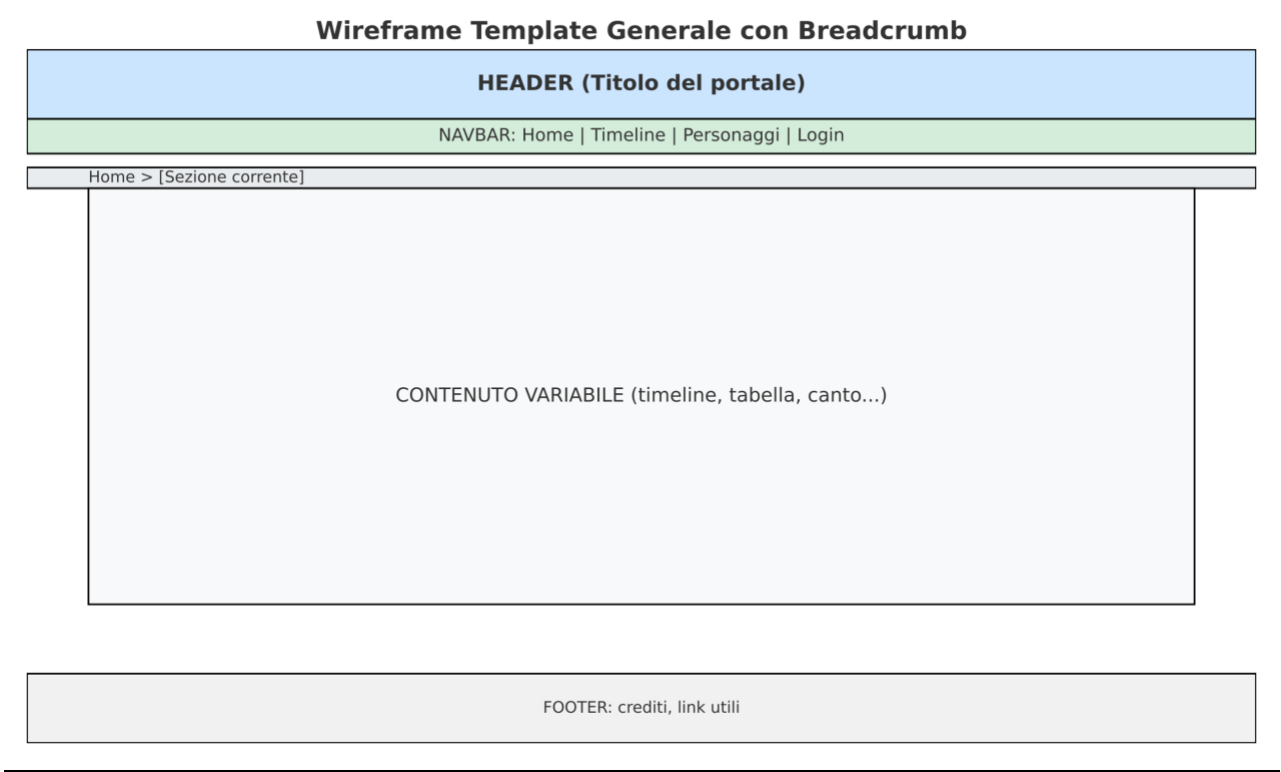 Wireframe Template Generale con Breadcrumb
HEADER (Titolo del portale)
NAVBAR: Home | Timeline | Personaggi | Login
Home > [Sezione corrente]
CONTENUTO VARIABILE (timeline, tabella, canto...)
FOOTER: crediti, link utili